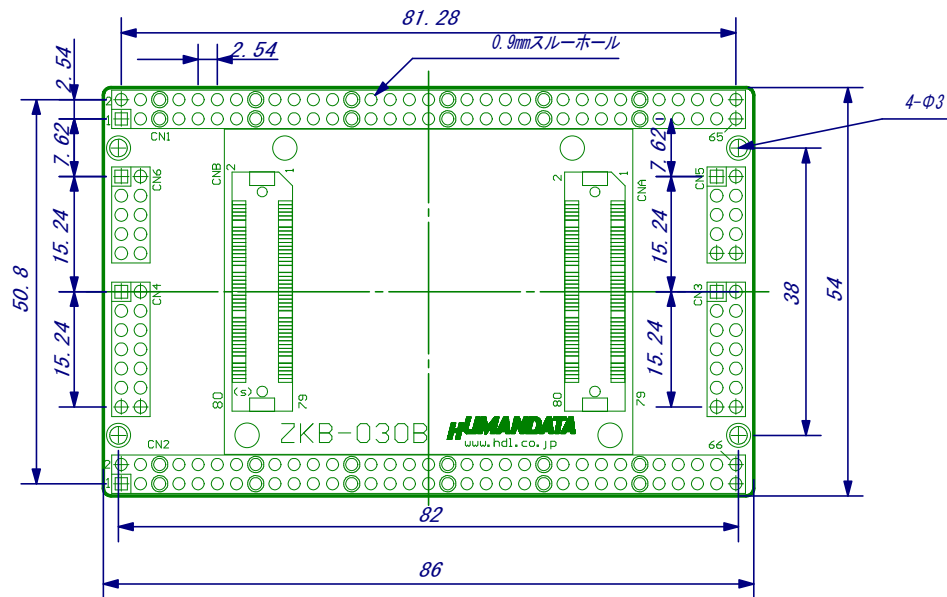 81.28
2.54
0.9mmスルーホール
2.54
4-Φ3
2
1
CN1
65
7.62
7.62
CNB
2
1
2
1
CNA
CN6
CN5
15.24
15.24
50.8
38
54
CN4
CN3
15.24
15.24
80
(s)
79
80
79
CN2
ZKB-030B
HUMANDATA
www.hdl.co.jp
66
2
1
82
86